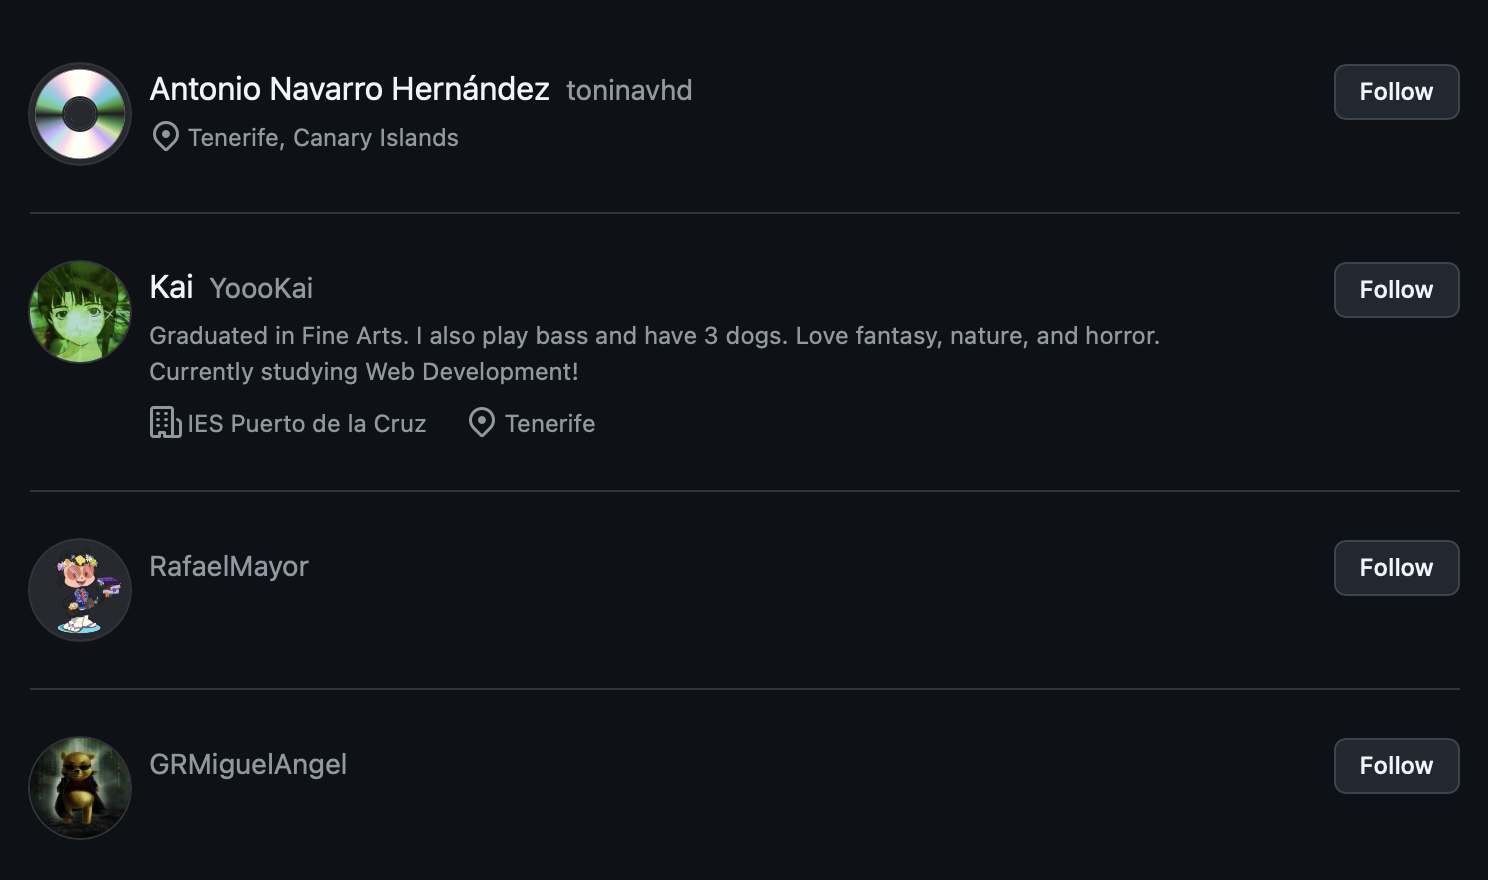 Antonio Navarro Hernández toninavhd
Follow
Tenerife, Canary Islands
Kai YoooKai
Follow
Graduated in Fine Arts. I also play bass and have 3 dogs. Love fantasy, nature, and horror.
Currently studying Web Development!
IES Puerto de la Cruz Tenerife
RafaelMayor
Follow
GRMiguelAngel
Follow